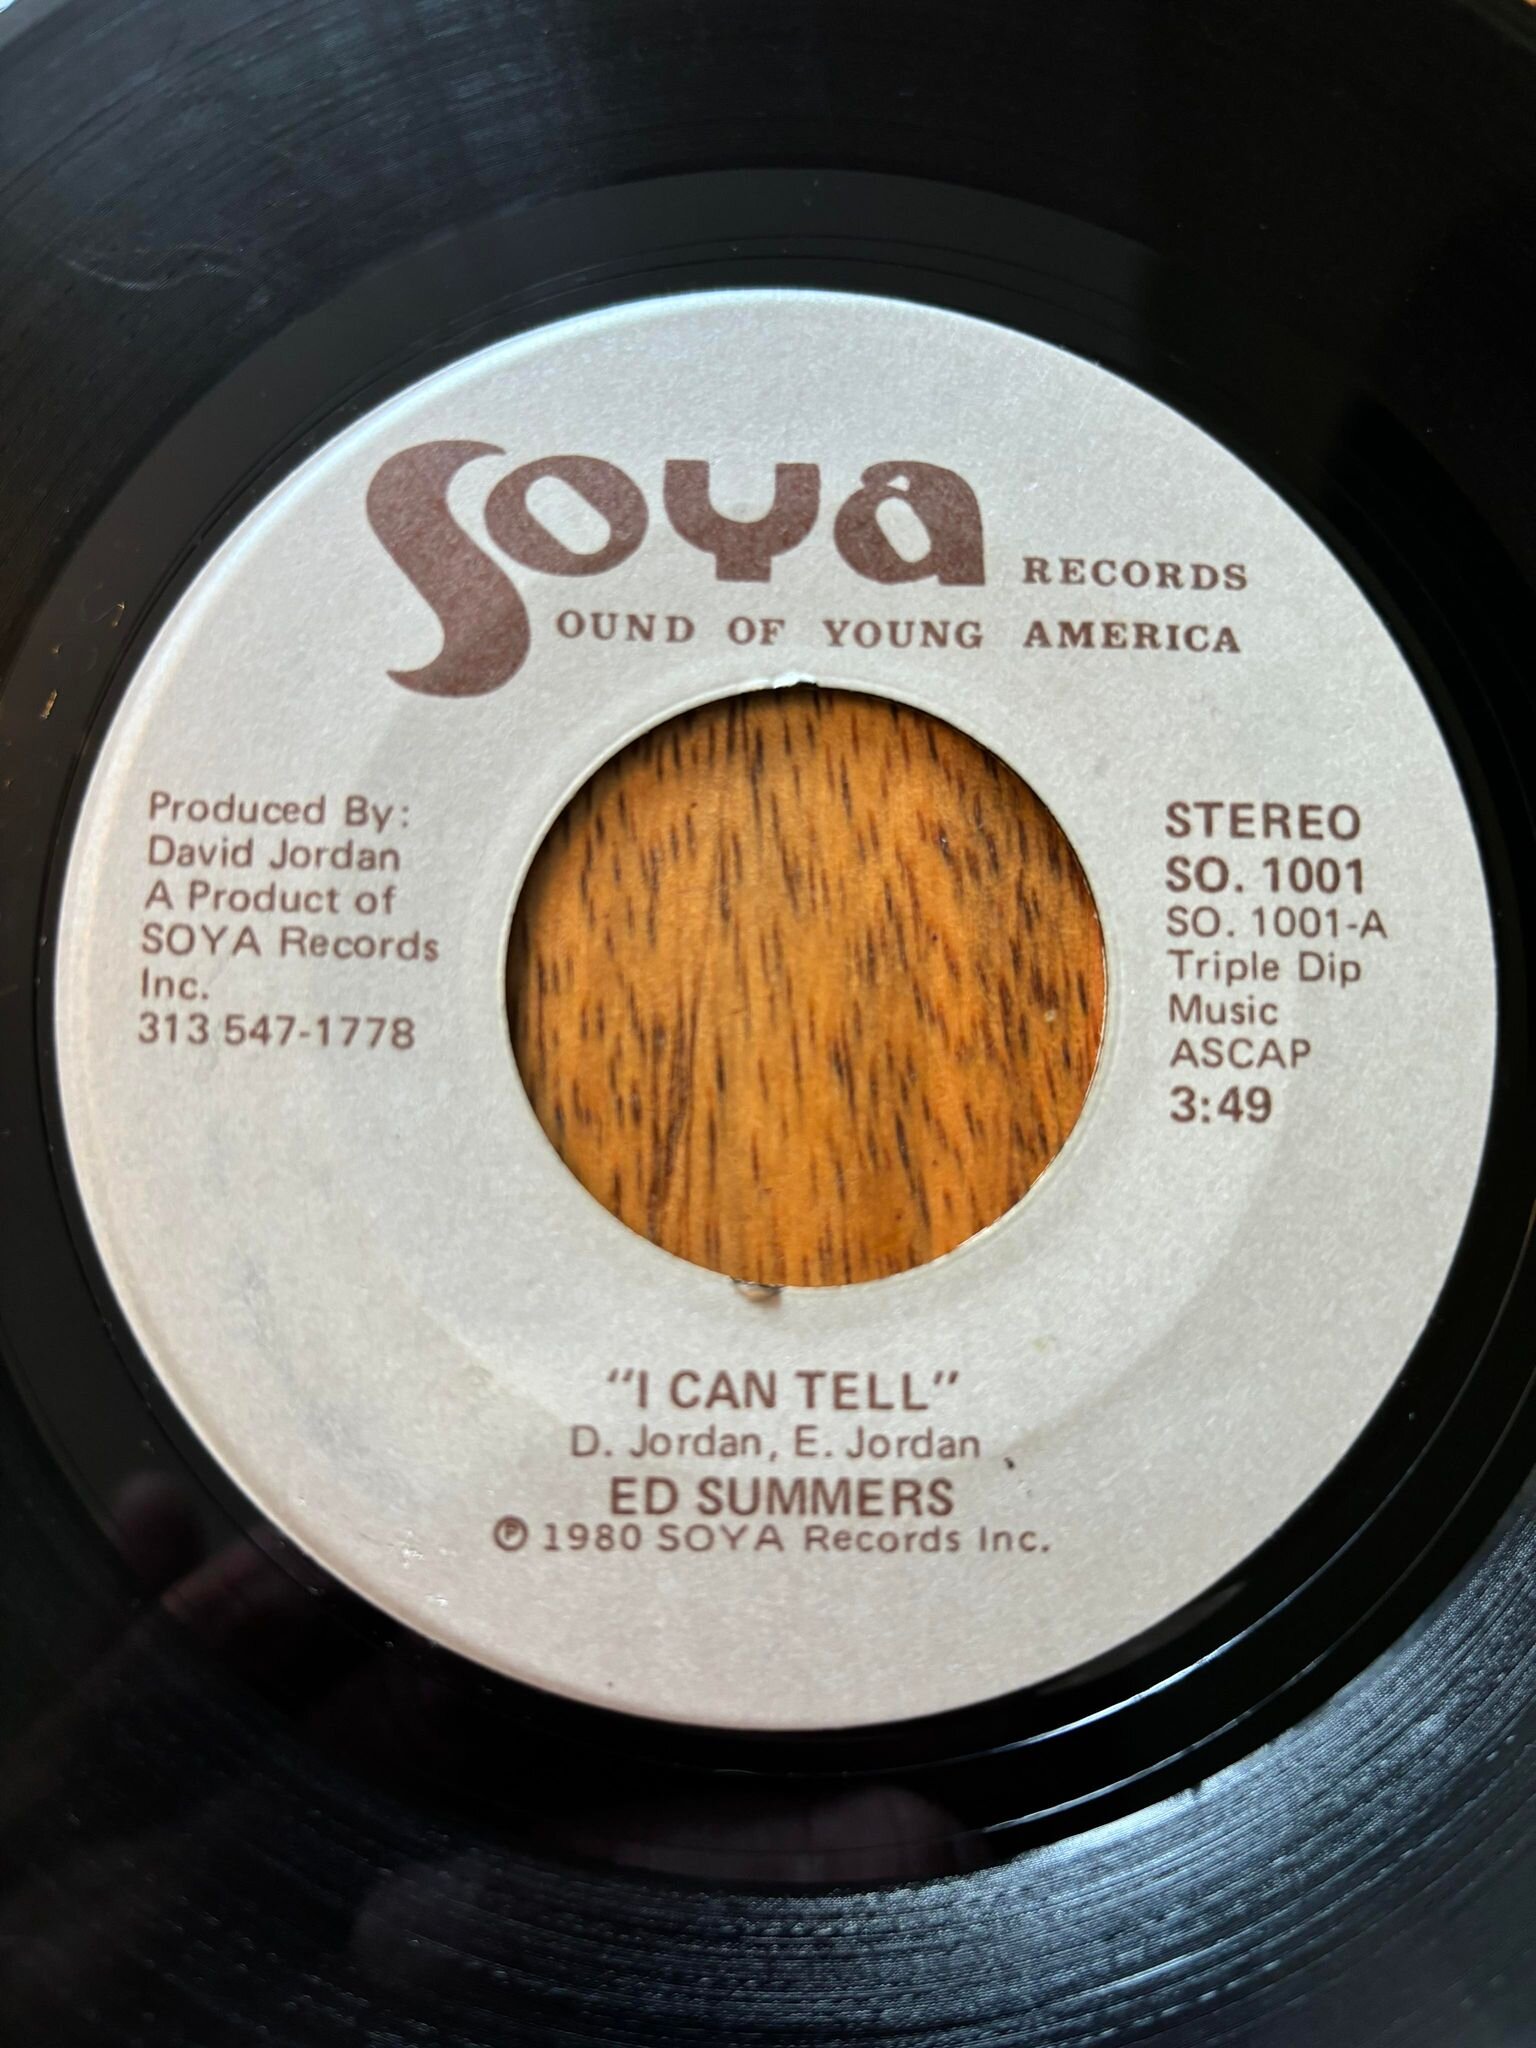 Soya RECORDS
OUND OF YOUNG AMERICA
Produced By:
David Jordan
A Product of
SOYA Records
Inc.
313 547-1778
STEREO
SO. 1001
SO. 1001-A
Triple Dip
Music
ASCAP
3:49
"I CAN TELL"
D. Jordan, E. Jordan
ED SUMMERS
℗ 1980 SOYA Records Inc.